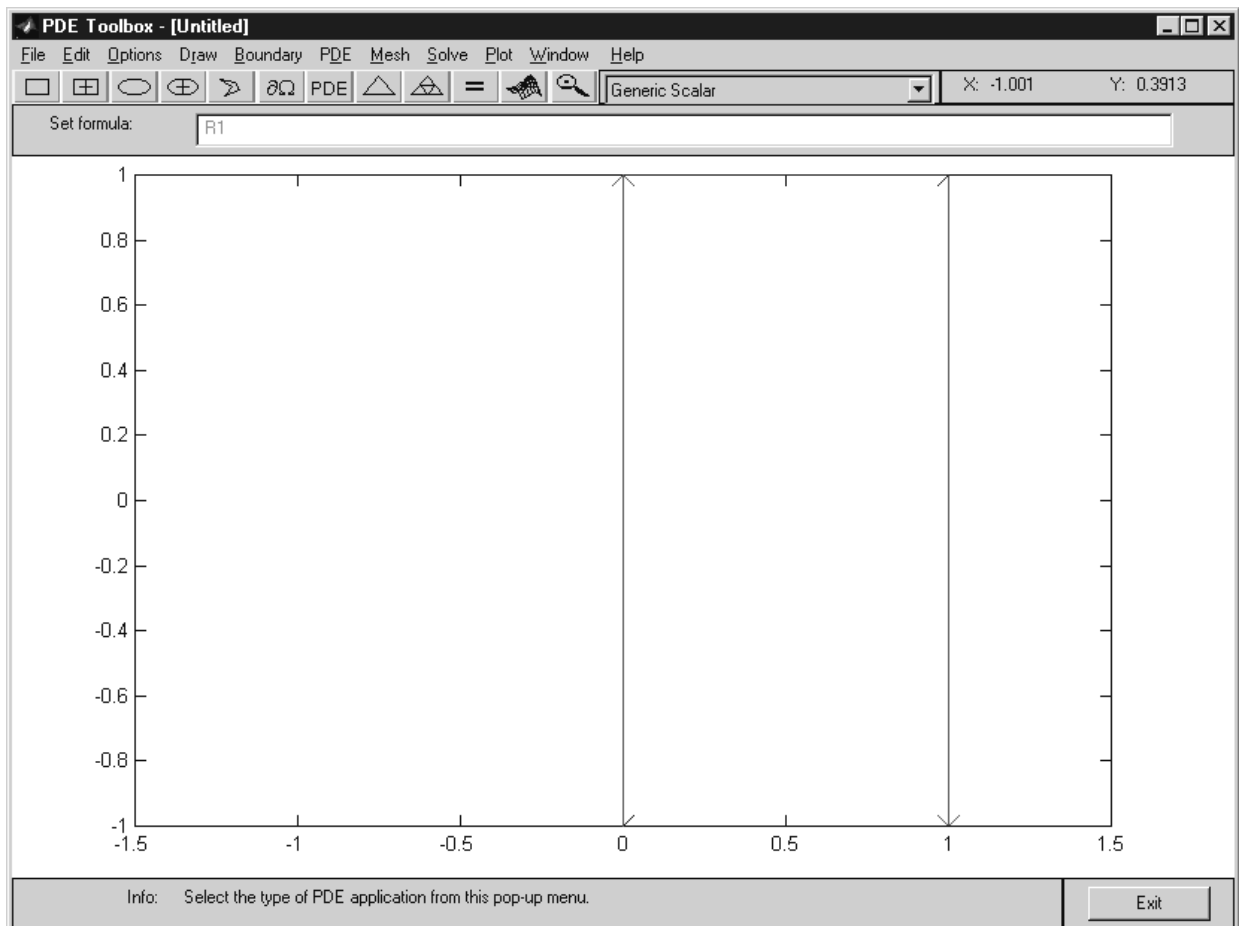 PDE Toolbox - [Untitled]
File Edit Options Draw Boundary PDE Mesh Solve Plot Window Help
∂Ω PDE = Generic Scalar X: -1.001 Y: 0.3913
Set formula: R1
1
0.8
0.6
0.4
0.2
0
-0.2
-0.4
-0.6
-0.8
-1
-1.5 -1 -0.5 0 0.5 1 1.5
Info: Select the type of PDE application from this pop-up menu. Exit